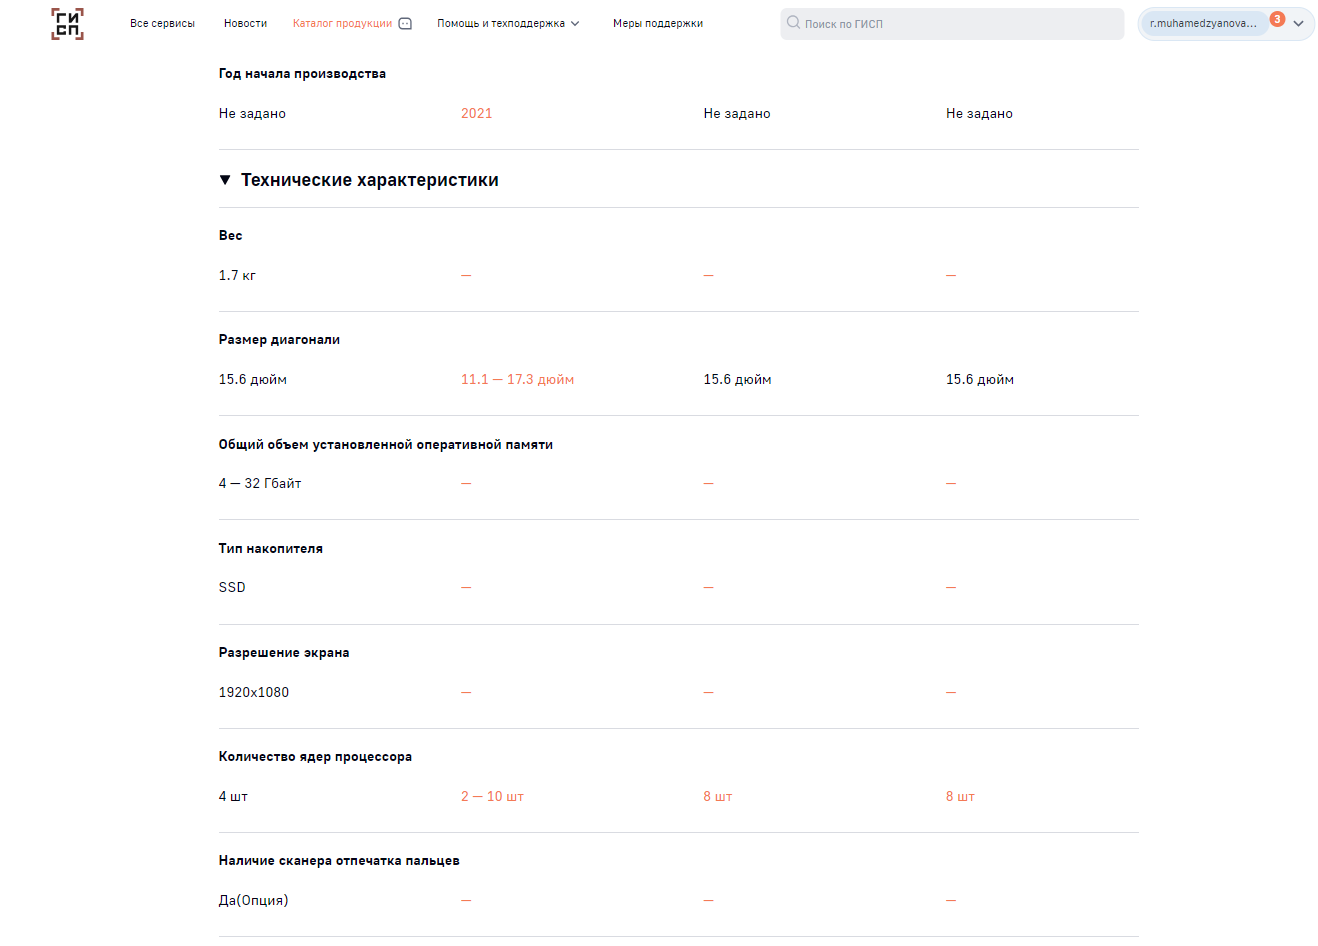 ГИСП
Все сервисы Новости Каталог продукции Помощь и техподдержка Меры поддержки Поиск по ГИСП r.muhamedzyanova... 3
Год начала производства
Не задано 2021 Не задано Не задано
Технические характеристики
Вес
1.7 кг — — —
Размер диагонали
15.6 дюйм 11.1 — 17.3 дюйм 15.6 дюйм 15.6 дюйм
Общий объем установленной оперативной памяти
4 — 32 Гбайт — — —
Тип накопителя
SSD — — —
Разрешение экрана
1920x1080 — — —
Количество ядер процессора
4 шт 2 — 10 шт 8 шт 8 шт
Наличие сканера отпечатка пальцев
Да(Опция) — — —